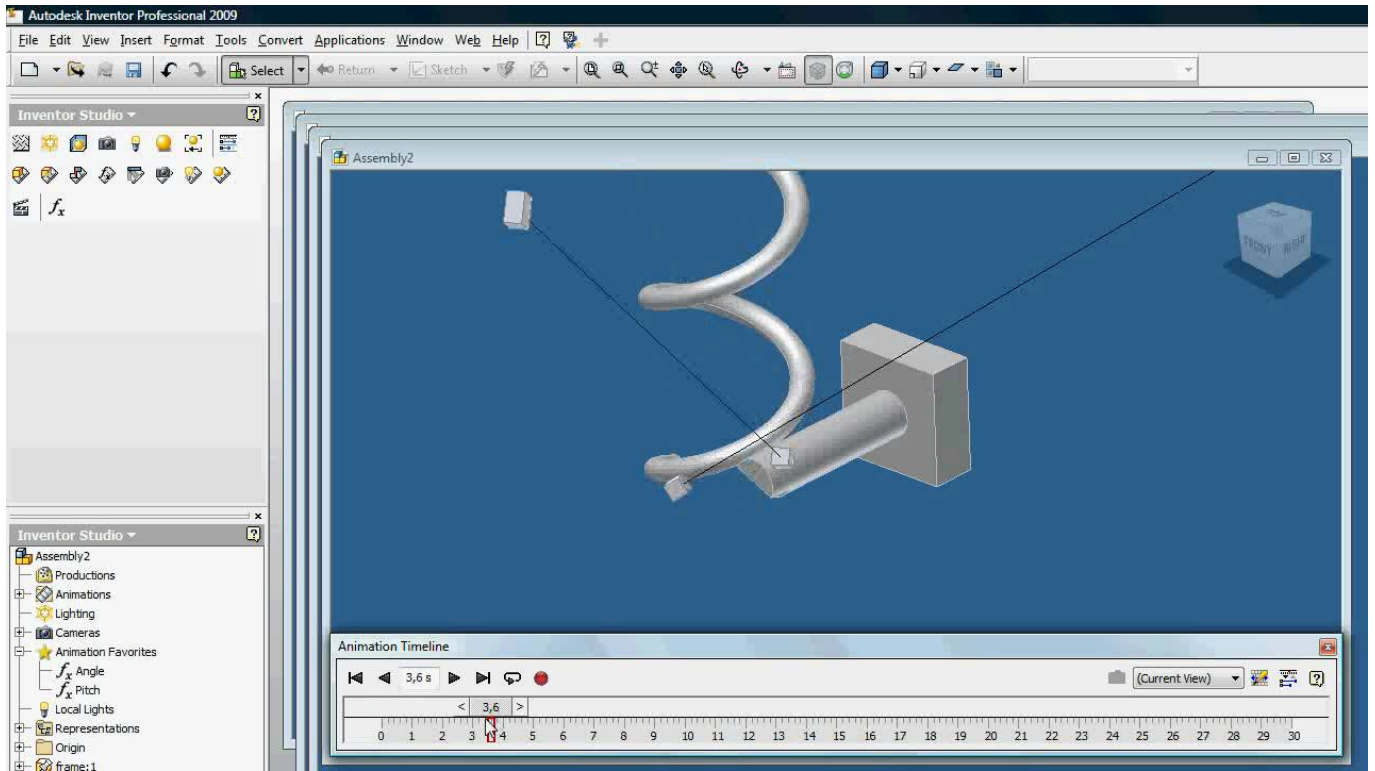 Autodesk Inventor Professional 2009
File Edit View Insert Format Tools Convert Applications Window Web Help
Select Return Sketch
Inventor Studio
fx
Assembly2
TOP
FRONT RIGHT
Inventor Studio
Assembly2
Productions
Animations
Lighting
Cameras
Animation Favorites
fx Angle
fx Pitch
Local Lights
Representations
Origin
frame:1
Animation Timeline
3,6 s (Current View)
< 3,6 >
0 1 2 3 4 5 6 7 8 9 10 11 12 13 14 15 16 17 18 19 20 21 22 23 24 25 26 27 28 29 30